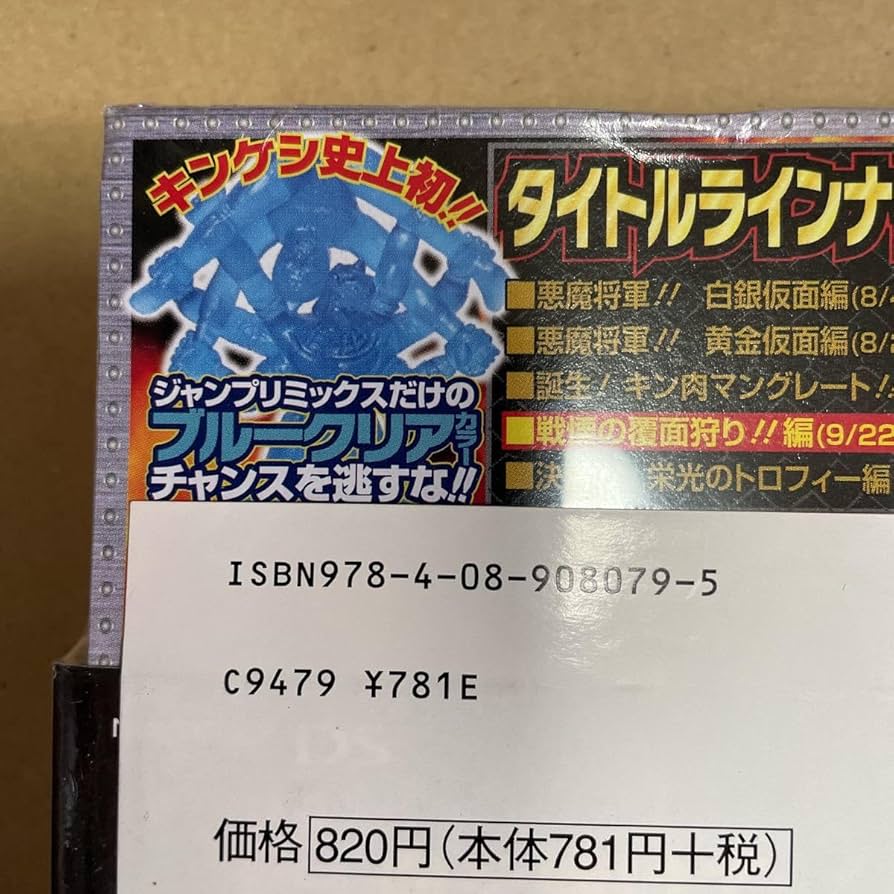 キンケシ史上初!!
ジャンプリミックスだけの
ブルークリアカラー
チャンスを逃すな!!
タイトルラインナ
■悪魔将軍!! 白銀仮面編(8/
■悪魔将軍!! 黄金仮面編(8/
■誕生! キン肉マングレート!!
■戦慄の覆面狩り!!編(9/22
■決 栄光のトロフィー編
ISBN978-4-08-908079-5
C9479 ¥781E
価格 820円(本体781円+税)